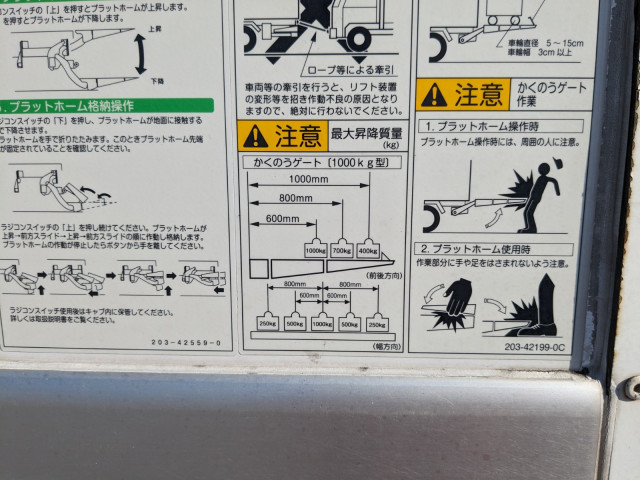 コンスイッチの「上」を押すとプラットホームが上昇します。
を押すとプラットホームが下降します。
上昇
下降
5. プラットホーム格納操作
ジコンスイッチの「下」を押し、プラットホームが地面に接触する
で下降させます。
ラットホームを手で折りたたみます。このときプラットホーム先端
が固定されていることを確認してください。
ラジコンスイッチの「上」を押し続けてください。プラットホームが
上昇→前方スライド→上昇→前方スライドの順に動作し格納します。
プラットホームの作動が停止したらボタンから手を離してください。
ラジコンスイッチ使用後はキャブ内に保管してください。
詳しくは取扱説明書をご覧ください。
203-42559-0
ロープ等による牽引
車両等の牽引を行うと、リフト装置
の変形等を招き作動不良の原因となり
ますので、絶対に行わないでください。
注意 最大昇降質量
(kg)
かくのうゲート〔1000kg型〕
1000mm
800mm
600mm
1000kg 700kg 400kg
(前後方向)
800mm 800mm
600mm 600mm
250kg 500kg 1000kg 500kg 250kg
(幅方向)
車輪直径 5~15cm
車輪幅 3cm以上
注意 かくのうゲート
作業
1. プラットホーム操作時
プラットホーム操作時には、周囲の人に注意。
2. プラットホーム使用時
作業部分に手や足をはさまれないよう注意。
203-42199-0C